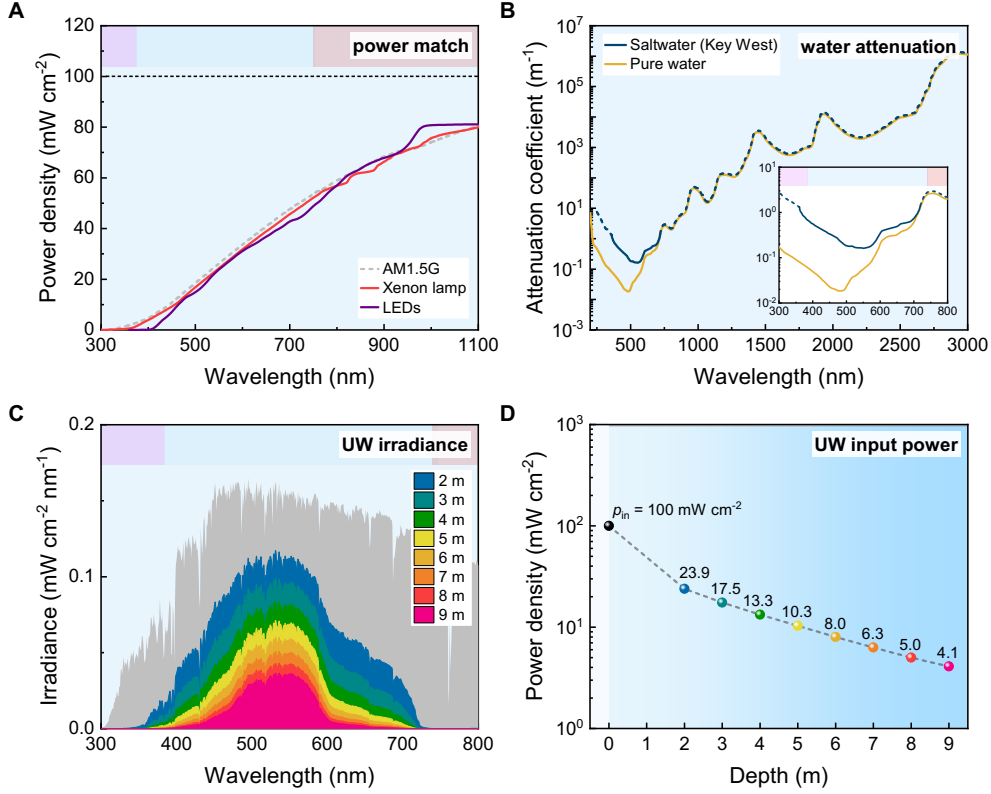 A
power match
Power density (mW cm⁻²)
120
100
80
60
40
20
0
AM1.5G
Xenon lamp
LEDs
300
500
700
900
1100
Wavelength (nm)
B
water attenuation
Saltwater (Key West)
Pure water
Attenuation coefficient (m⁻¹)
10⁷
10⁶
10⁵
10⁴
10³
10²
10¹
10⁰
10⁻¹
10⁻²
10⁻³
10¹
10⁰
10⁻¹
10⁻²
300
400
500
600
700
800
500
1000
1500
2000
2500
3000
Wavelength (nm)
C
UW irradiance
Irradiance (mW cm⁻² nm⁻¹)
0.2
0.1
0.0
2 m
3 m
4 m
5 m
6 m
7 m
8 m
9 m
300
400
500
600
700
800
Wavelength (nm)
D
UW input power
Power density (mW cm⁻²)
10³
10²
10¹
10⁰
pin = 100 mW cm⁻²
23.9
17.5
13.3
10.3
8.0
6.3
5.0
4.1
0
1
2
3
4
5
6
7
8
9
Depth (m)